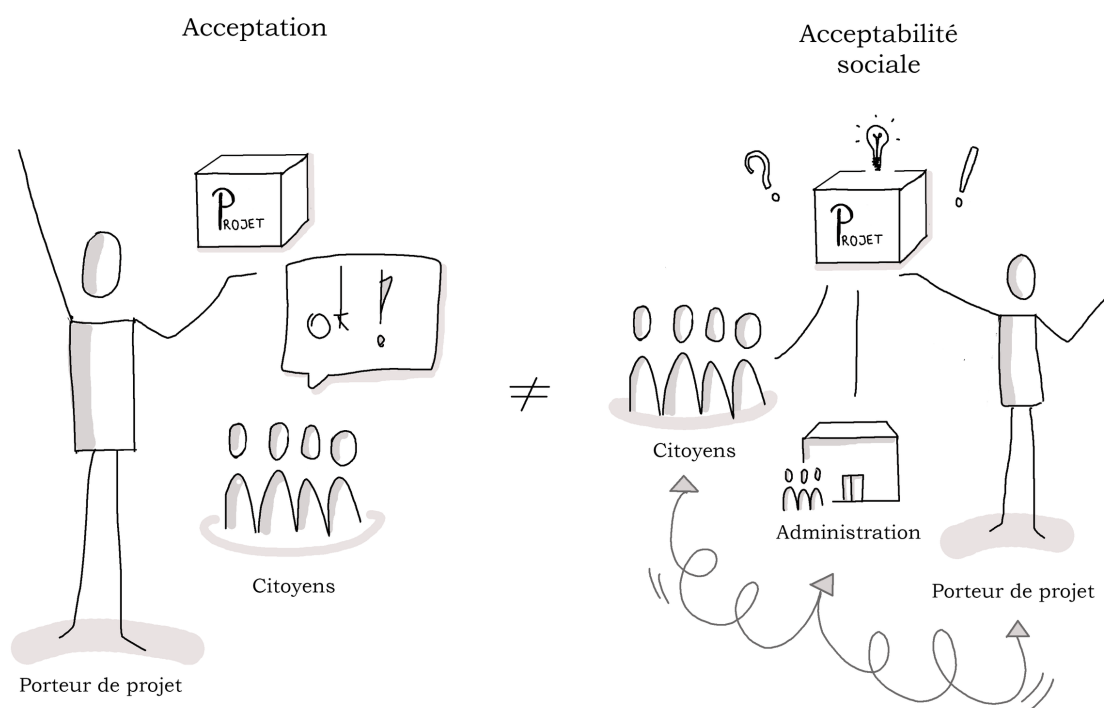 Acceptation
PROJET
OK !
Citoyens
Porteur de projet
≠
Acceptabilité
sociale
? !
PROJET
Citoyens
Administration
Porteur de projet